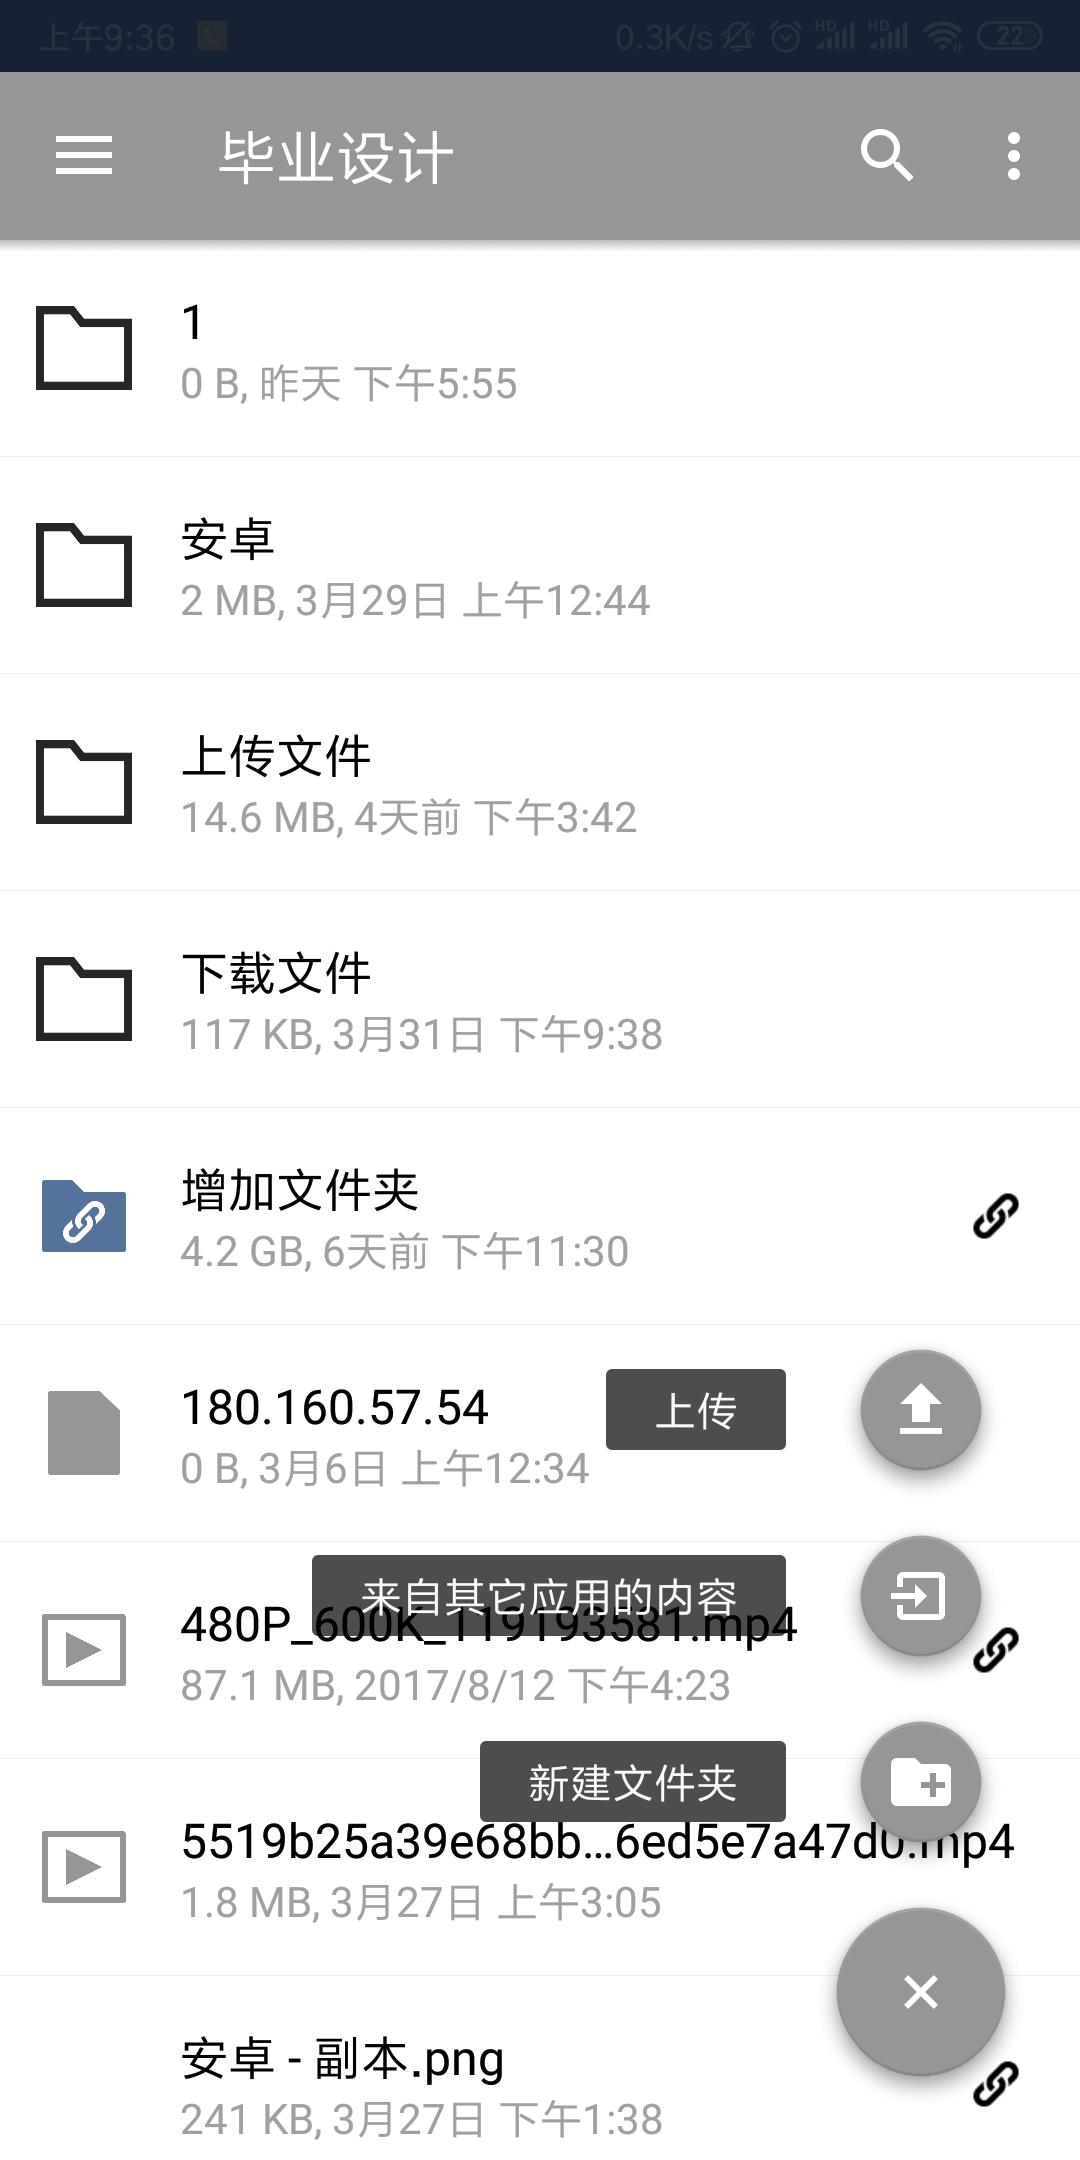 上午9:36
0.3K/s HD HD 22
毕业设计
1
0 B, 昨天 下午5:55
安卓
2 MB, 3月29日 上午12:44
上传文件
14.6 MB, 4天前 下午3:42
下载文件
117 KB, 3月31日 下午9:38
增加文件夹
4.2 GB, 6天前 下午11:30
180.160.57.54
上传
0 B, 3月6日 上午12:34
来自其它应用的内容
480P_600K_119193581.mp4
87.1 MB, 2017/8/12 下午4:23
新建文件夹
5519b25a39e68bb...6ed5e7a47d0.mp4
1.8 MB, 3月27日 上午3:05
安卓 - 副本.png
241 KB, 3月27日 下午1:38